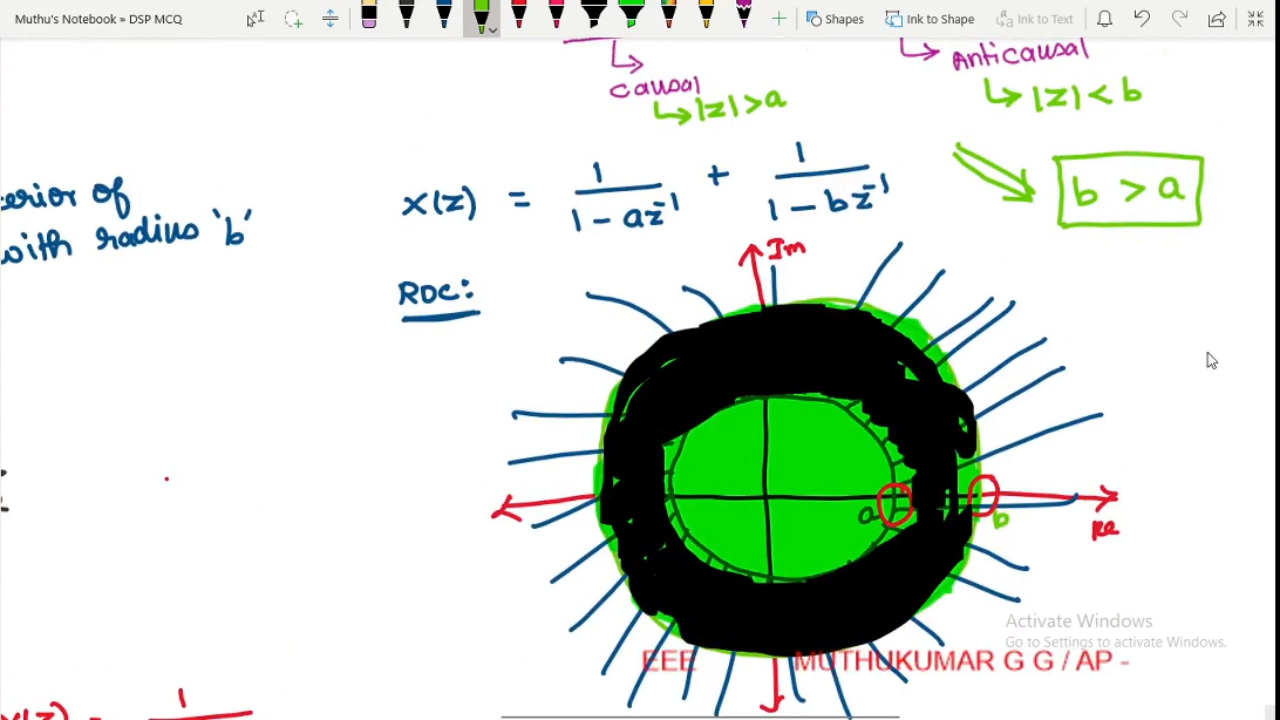 Muthu's Notebook » DSP MCQ
Shapes
Ink to Shape
Ink to Text
causal
Anticausal
↳ |z| > a
↳ |z| < b
erior of
with radius 'b'
X(z) = 1/(1 - az⁻¹) + 1/(1 - bz⁻¹)
b > a
Im
ROC:
a
b
Re
Activate Windows
Go to Settings to activate Windows.
EEE MUTHUKUMAR G G / AP -